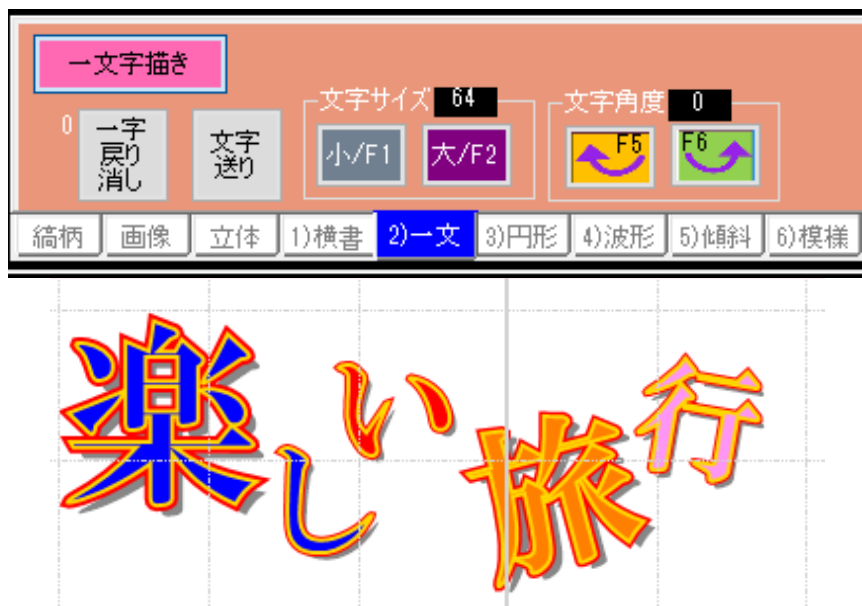 一文字描き
0 一字戻り消し 文字送り 文字サイズ 64 小/F1 大/F2 文字角度 0 F5 F6
縞柄 画像 立体 1)横書 2)一文 3)円形 4)波形 5)傾斜 6)模様
楽しい旅行